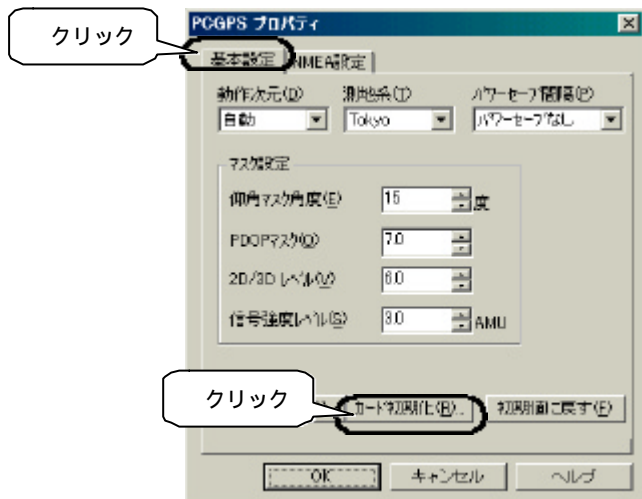 クリック
PCGPS プロパティ
基本設定 NMEA設定
動作次元(D) 測地系(T) パワーセーブ間隔(P)
自動 Tokyo パワーセーブなし
マスク設定
仰角マスク角度(E) 15 度
PDOPマスク(O) 7.0
2D/3D レベル(V) 6.0
信号強度レベル(S) 3.0 AMU
クリック
カード初期化(R)... 初期値に戻す(F)
OK キャンセル ヘルプ